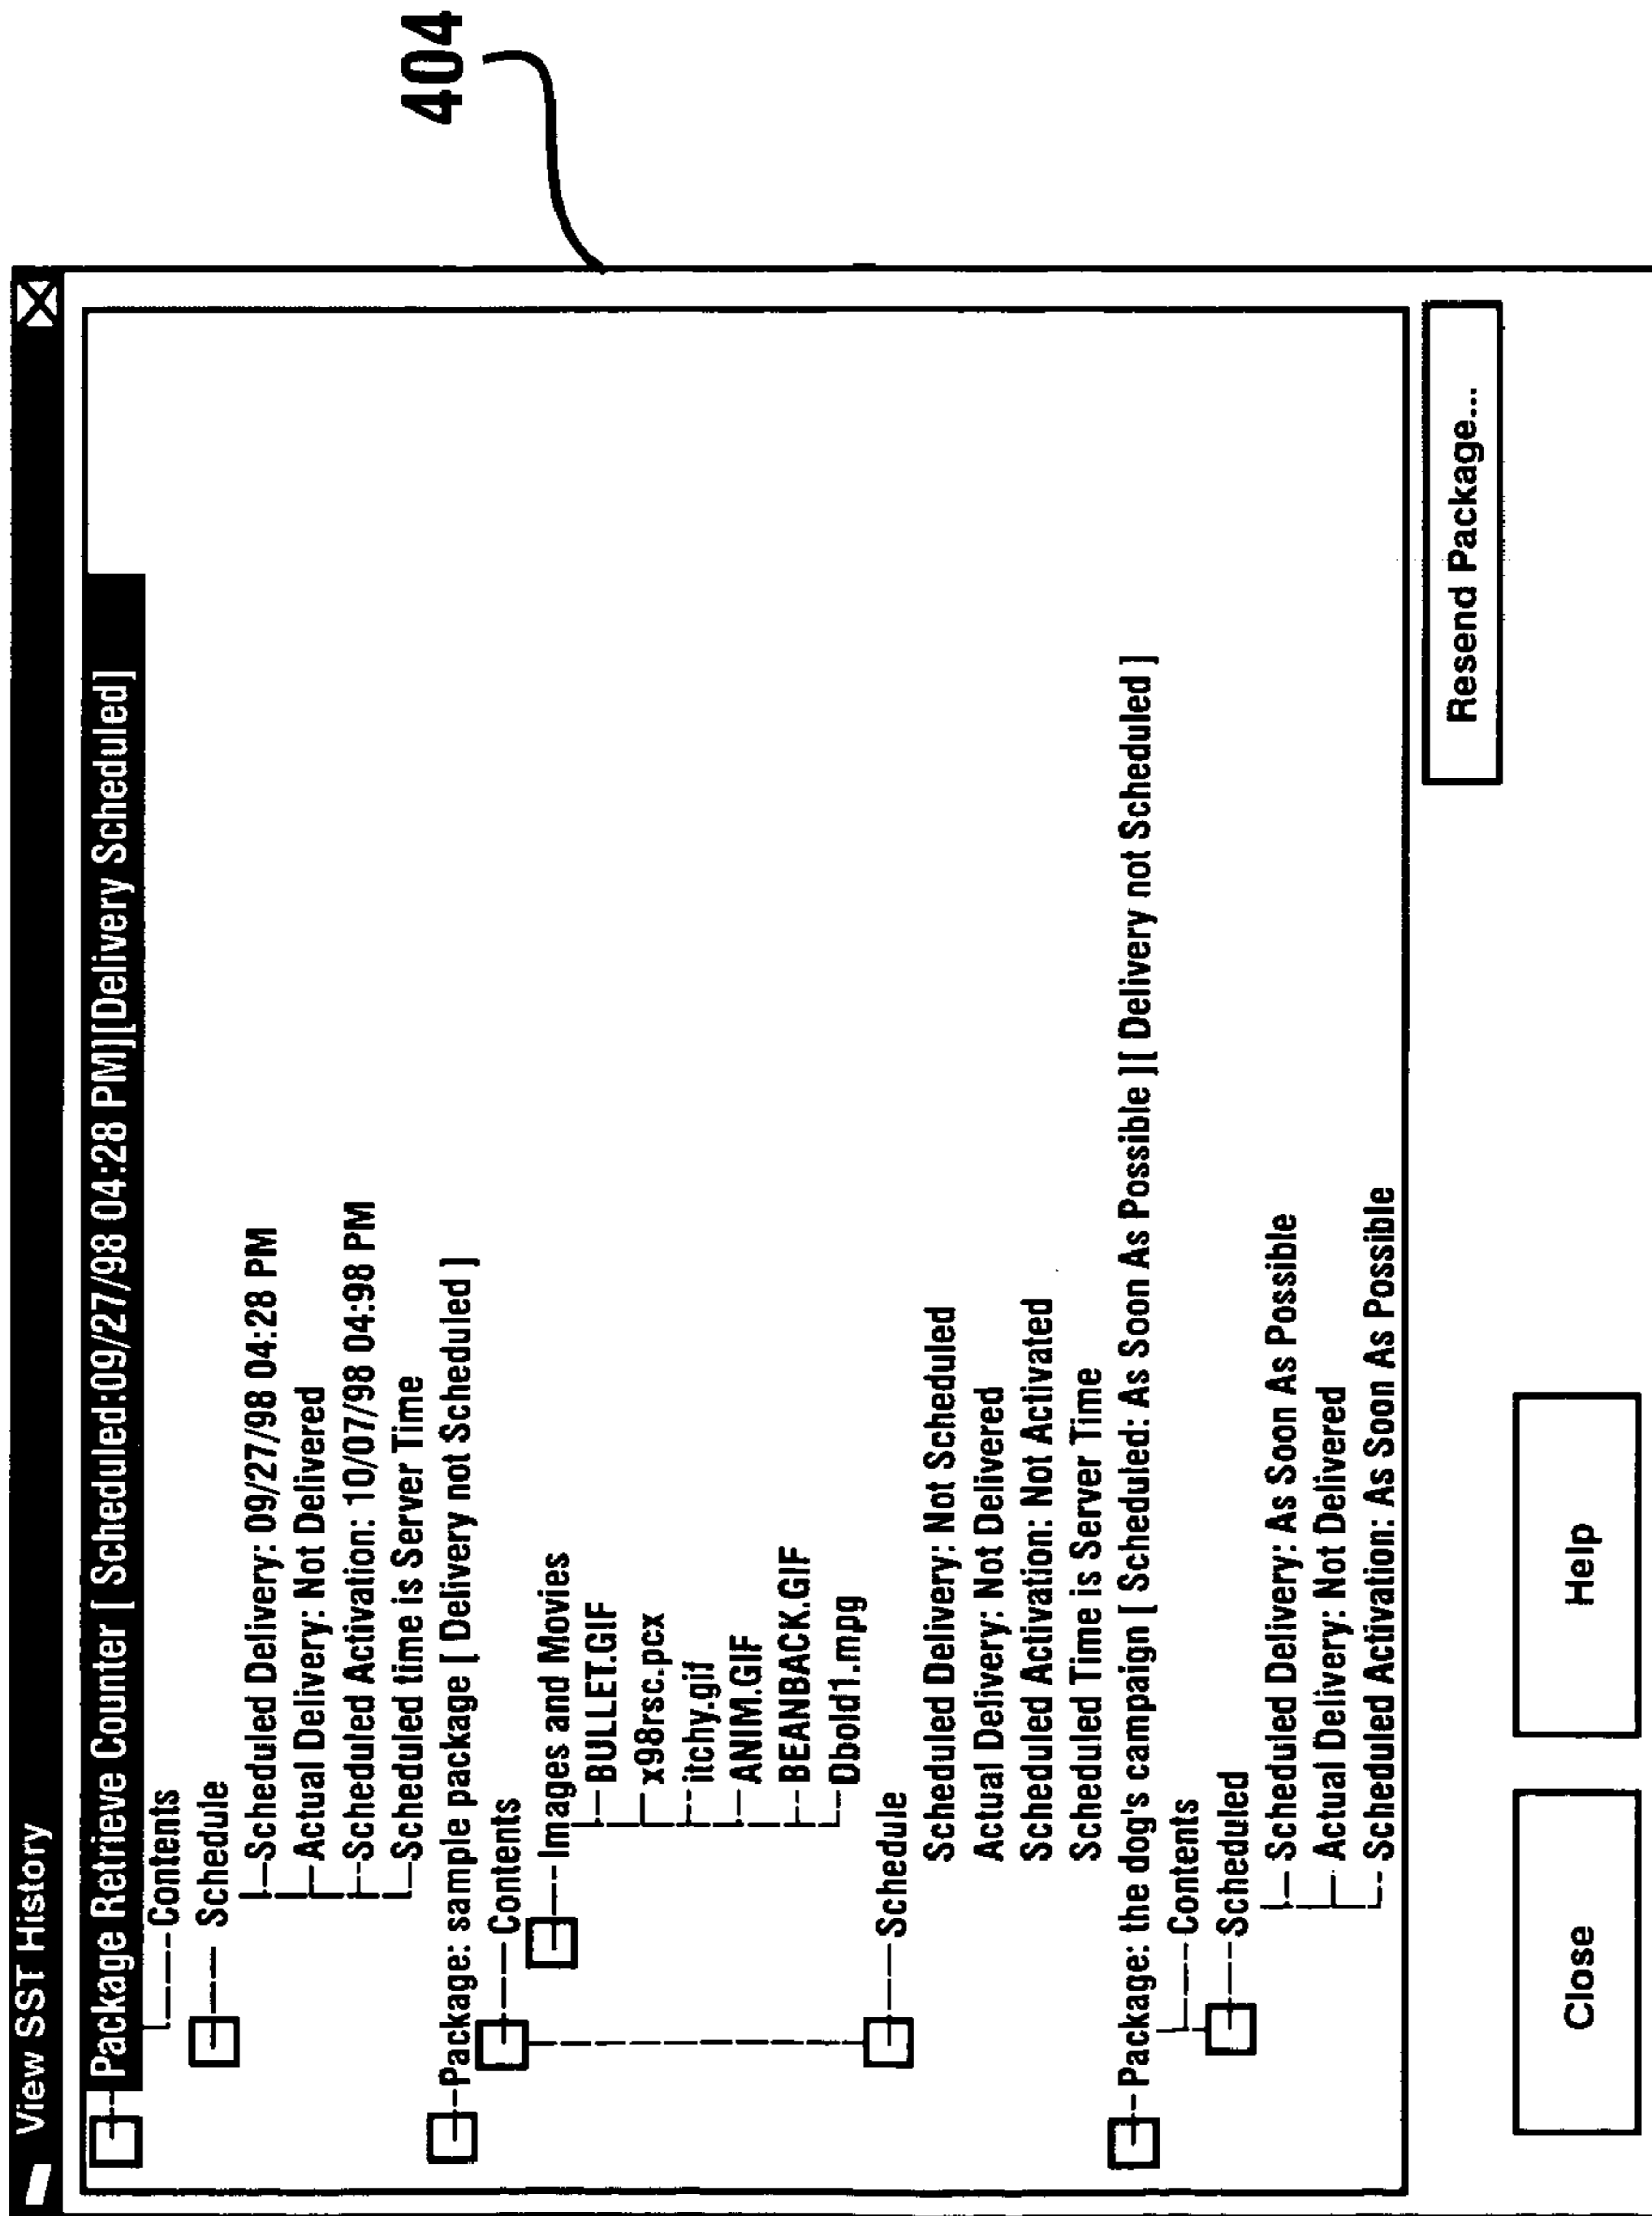 View SST History
Package Retrieve Counter [ Scheduled:09/27/98 04:28 PM][Delivery Scheduled]
Contents
Schedule
Scheduled Delivery: 09/27/98 04:28 PM
Actual Delivery: Not Delivered
Scheduled Activation: 10/07/98 04:98 PM
Scheduled time is Server Time
Package: sample package [ Delivery not Scheduled ]
Contents
Images and Movies
BULLET.GIF
x98rsc.pcx
itchy.gif
ANIM.GIF
BEANBACK.GIF
Dbold1.mpg
Schedule
Scheduled Delivery: Not Scheduled
Actual Delivery: Not Delivered
Scheduled Activation: Not Activated
Scheduled Time is Server Time
Package: the dog's campaign [ Scheduled: As Soon As Possible ][ Delivery not Scheduled ]
Contents
Scheduled
Scheduled Delivery: As Soon As Possible
Actual Delivery: Not Delivered
Scheduled Activation: As Soon As Possible
Resend Package...
Close
Help
404